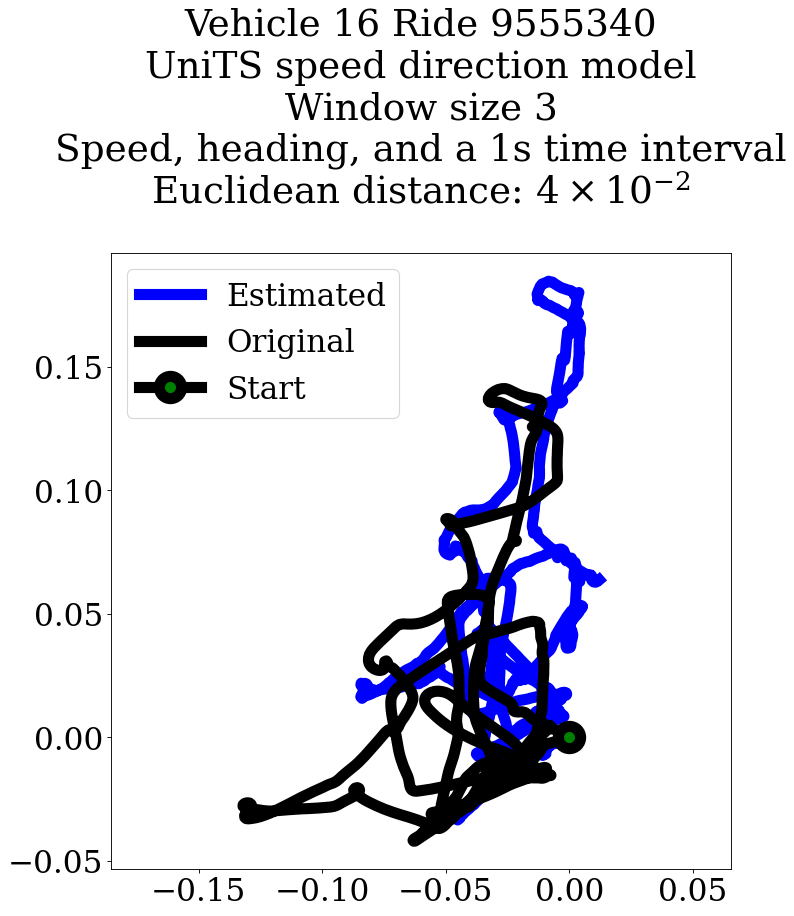 Vehicle 16 Ride 9555340
UniTS speed direction model
Window size 3
Speed, heading, and a 1s time interval
Euclidean distance: 4 × 10⁻²
Estimated
Original
Start
0.15
0.10
0.05
0.00
−0.05
−0.15 −0.10 −0.05 0.00 0.05